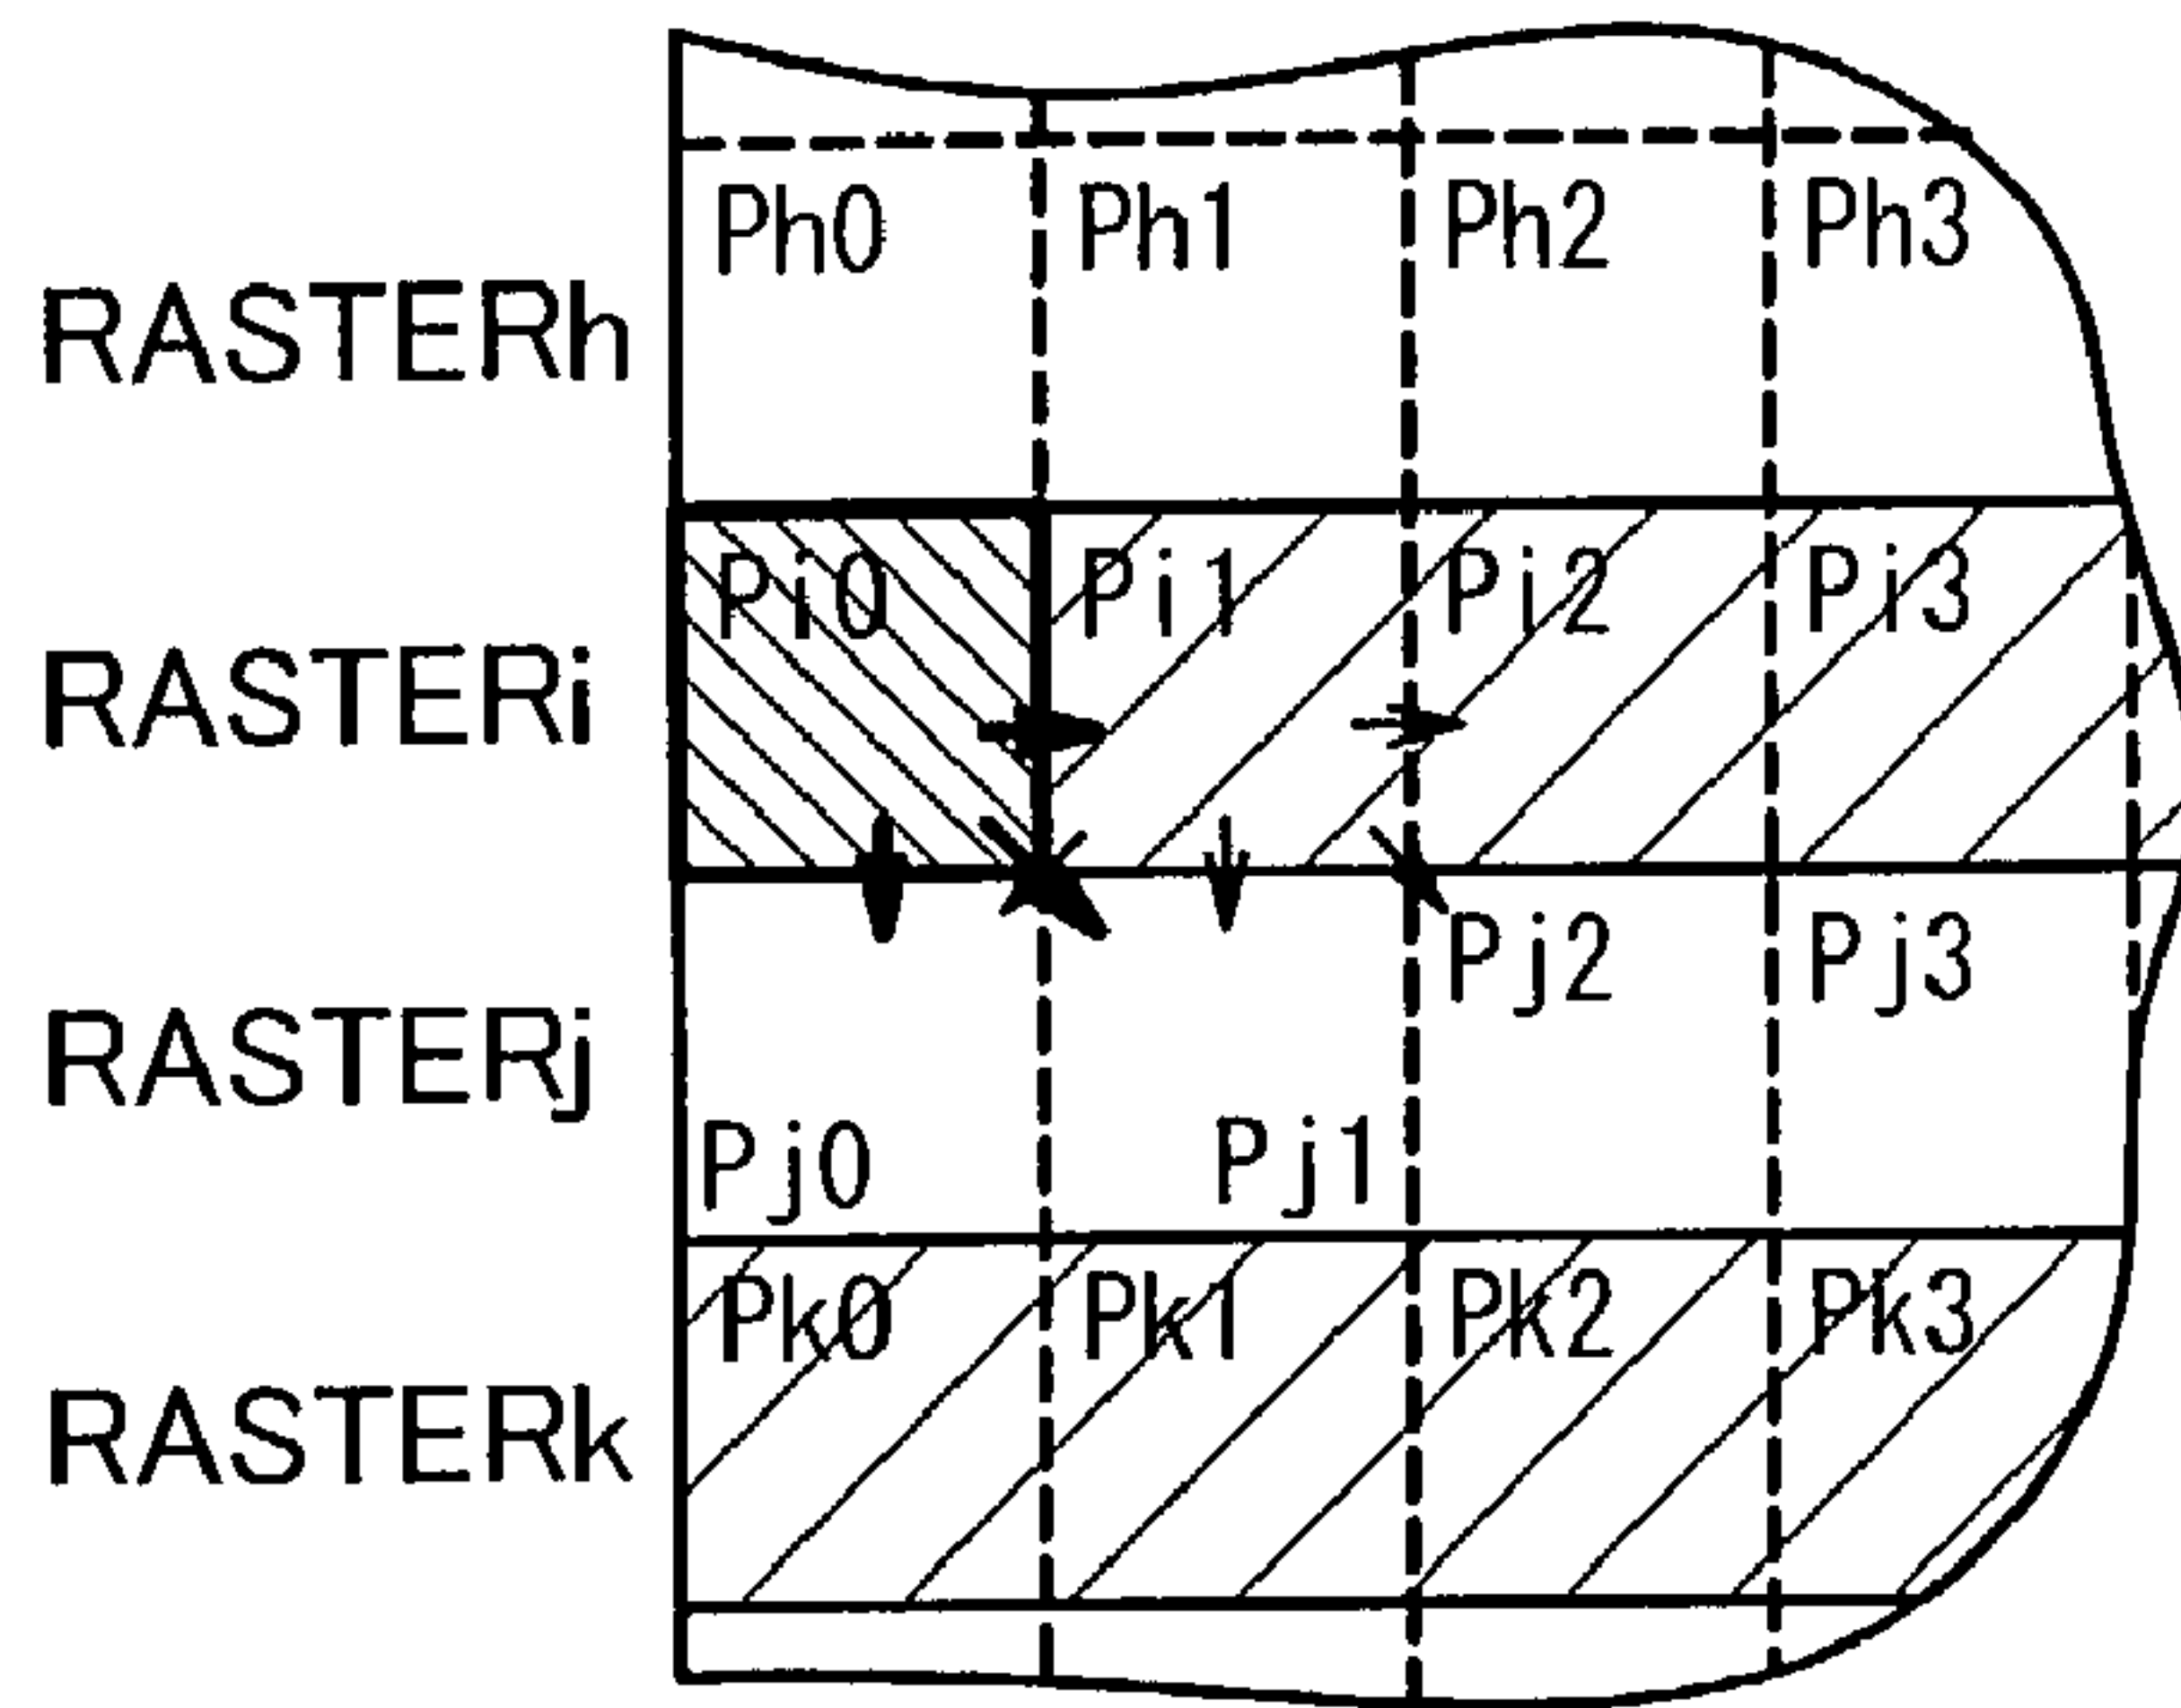 Ph0 Ph1 Ph2 Ph3
RASTERh
Pi0 Pi1 Pi2 Pi3
RASTERi
Pj2 Pj3
RASTERj
Pj0 Pj1
Pk0 Pk1 Pk2 Pk3
RASTERk